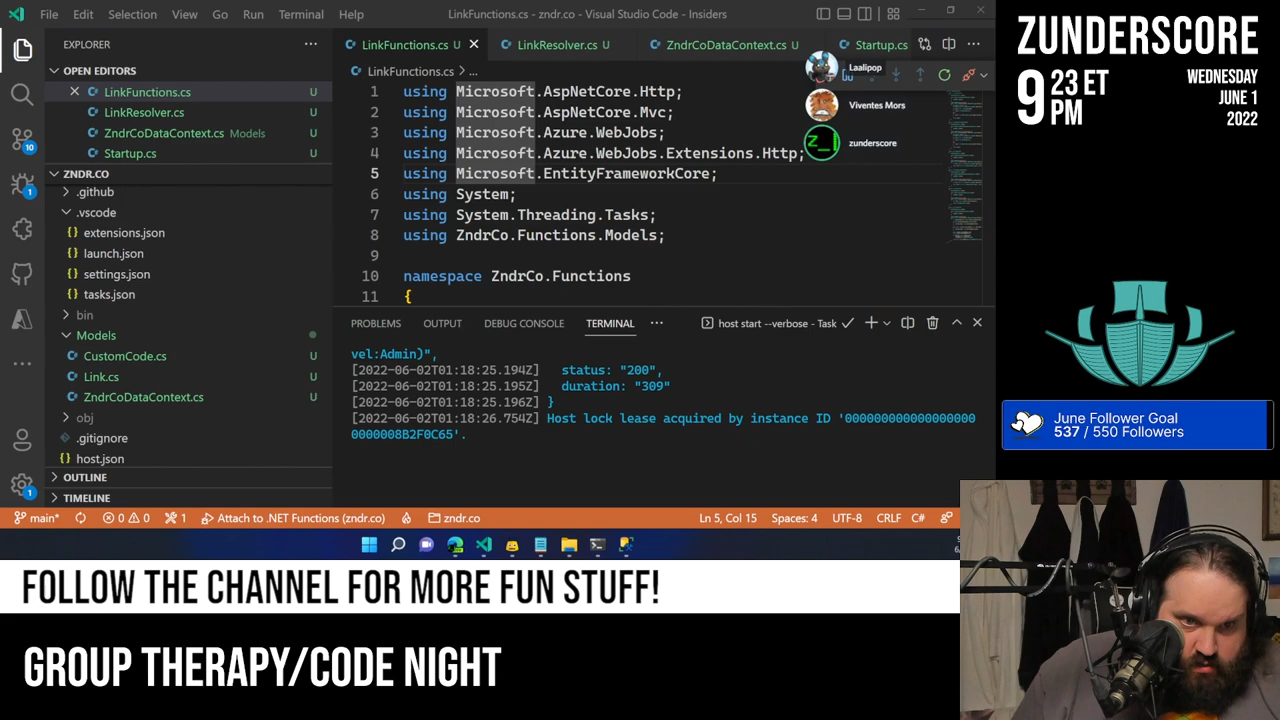 File Edit Selection View Go Run Terminal Help
LinkFunctions.cs - zndr.co - Visual Studio Code - Insiders
EXPLORER
OPEN EDITORS
LinkFunctions.cs U
LinkResolver.cs U
ZndrCoDataContext.cs Models U
Startup.cs U
ZNDR.CO
.github
.vscode
extensions.json
launch.json
settings.json
tasks.json
bin
Models
CustomCode.cs U
Link.cs U
ZndrCoDataContext.cs U
obj
.gitignore
host.json
OUTLINE
TIMELINE
10
1
1
LinkFunctions.cs U
LinkResolver.cs U
ZndrCoDataContext.cs U
Startup.cs
LinkFunctions.cs > ...
1 using Microsoft.AspNetCore.Http;
2 using Microsoft.AspNetCore.Mvc;
3 using Microsoft.Azure.WebJobs;
4 using Microsoft.Azure.WebJobs.Extensions.Http;
5 using Microsoft.EntityFrameworkCore;
6 using System;
7 using System.Threading.Tasks;
8 using ZndrCo.Functions.Models;
9
10 namespace ZndrCo.Functions
11 {
Laalipop
Viventes Mors
z_
zunderscore
PROBLEMS OUTPUT DEBUG CONSOLE TERMINAL
host start --verbose - Task
vel:Admin)",
[2022-06-02T01:18:25.194Z] status: "200",
[2022-06-02T01:18:25.195Z] duration: "309"
[2022-06-02T01:18:25.196Z] }
[2022-06-02T01:18:26.754Z] Host lock lease acquired by instance ID '0000000000000000000
00000008B2F0C65'.
main* 0 0 1 Attach to .NET Functions (zndr.co) zndr.co
Ln 5, Col 15 Spaces: 4 UTF-8 CRLF C#
ZUNDERSCORE
9 23 ET
PM
WEDNESDAY
JUNE 1
2022
June Follower Goal
537 / 550 Followers
FOLLOW THE CHANNEL FOR MORE FUN STUFF!
GROUP THERAPY/CODE NIGHT